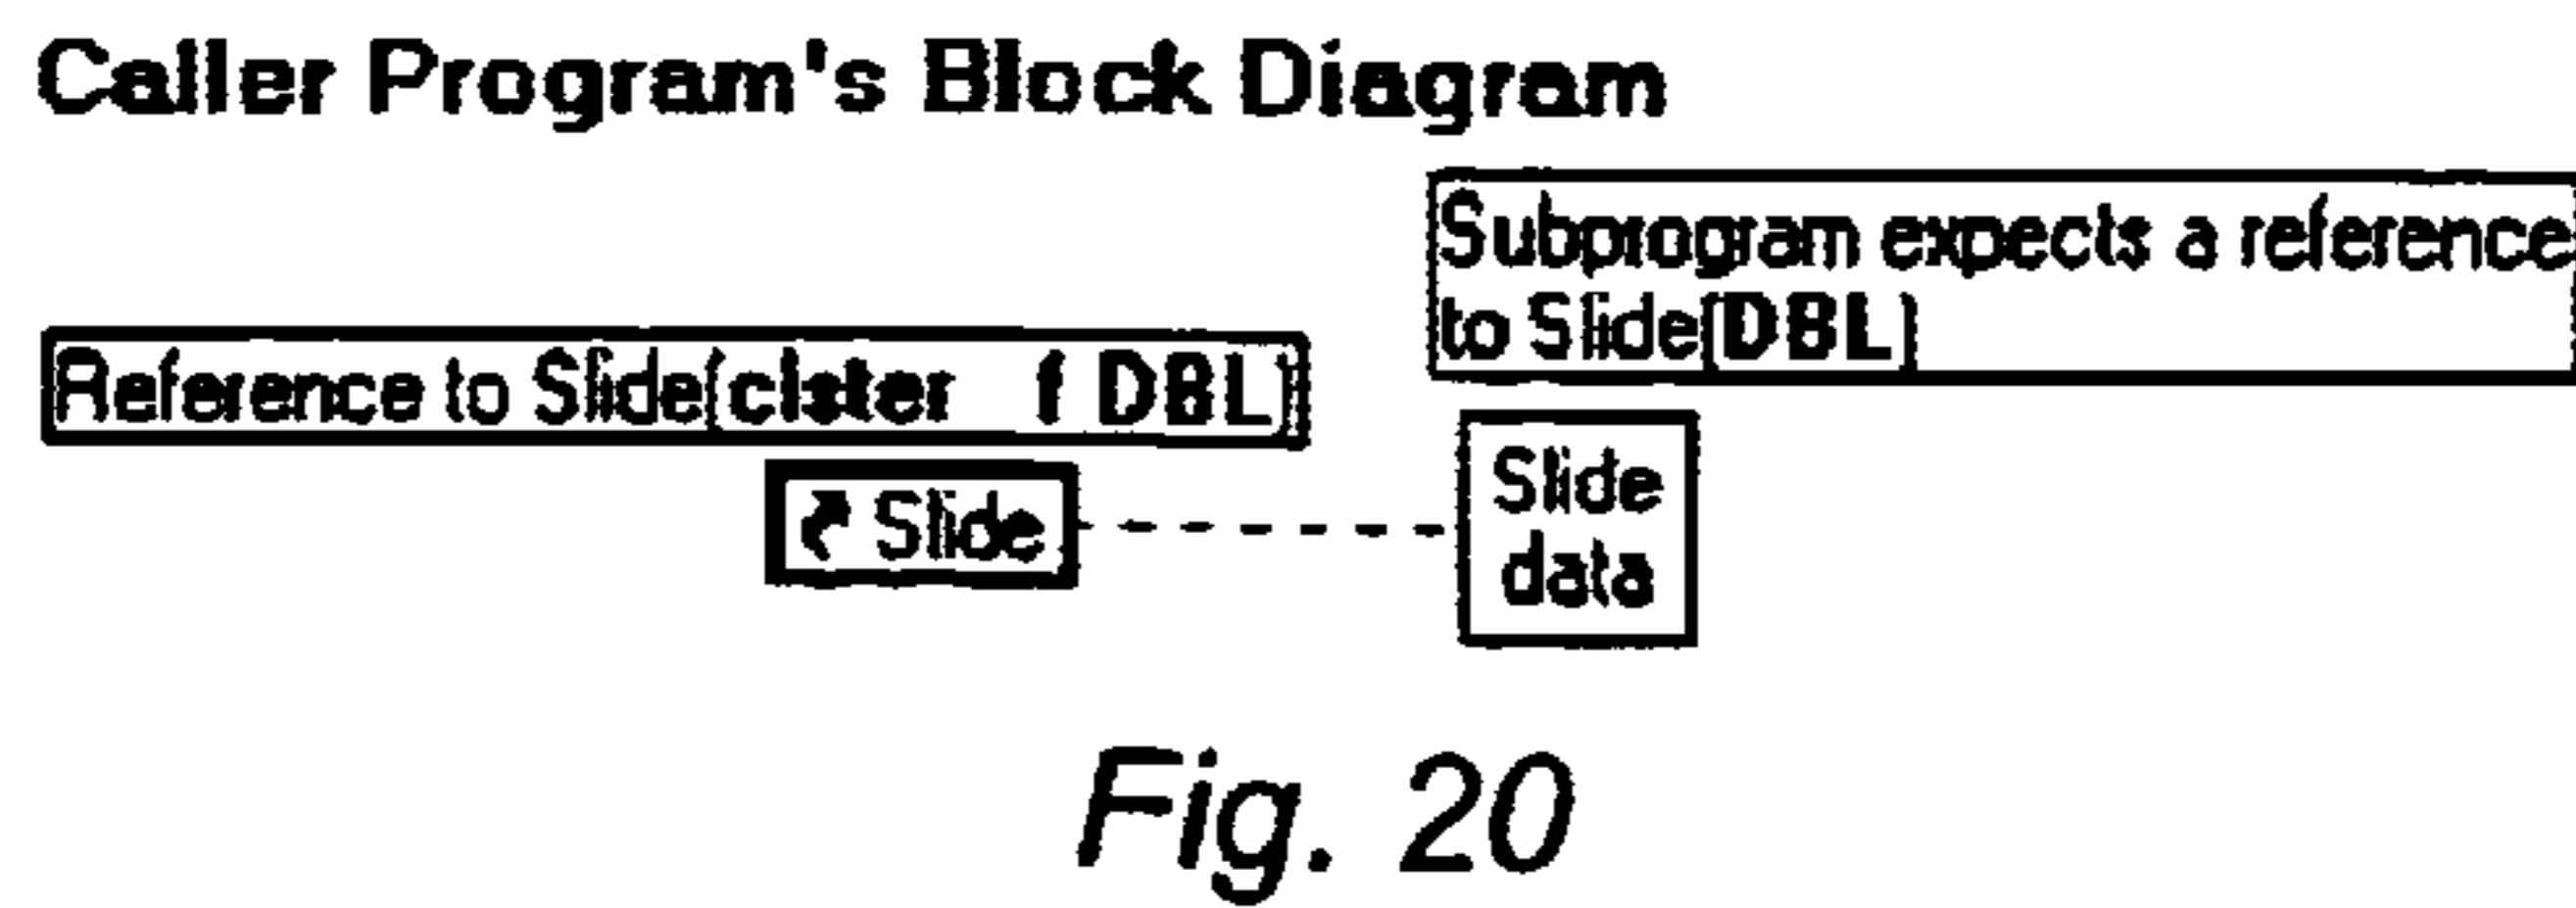 Caller Program's Block Diagram
Subprogram expects a reference
to Slide(DBL)
Reference to Slide(clster f DBL)
Slide
Slide
data
Fig. 20